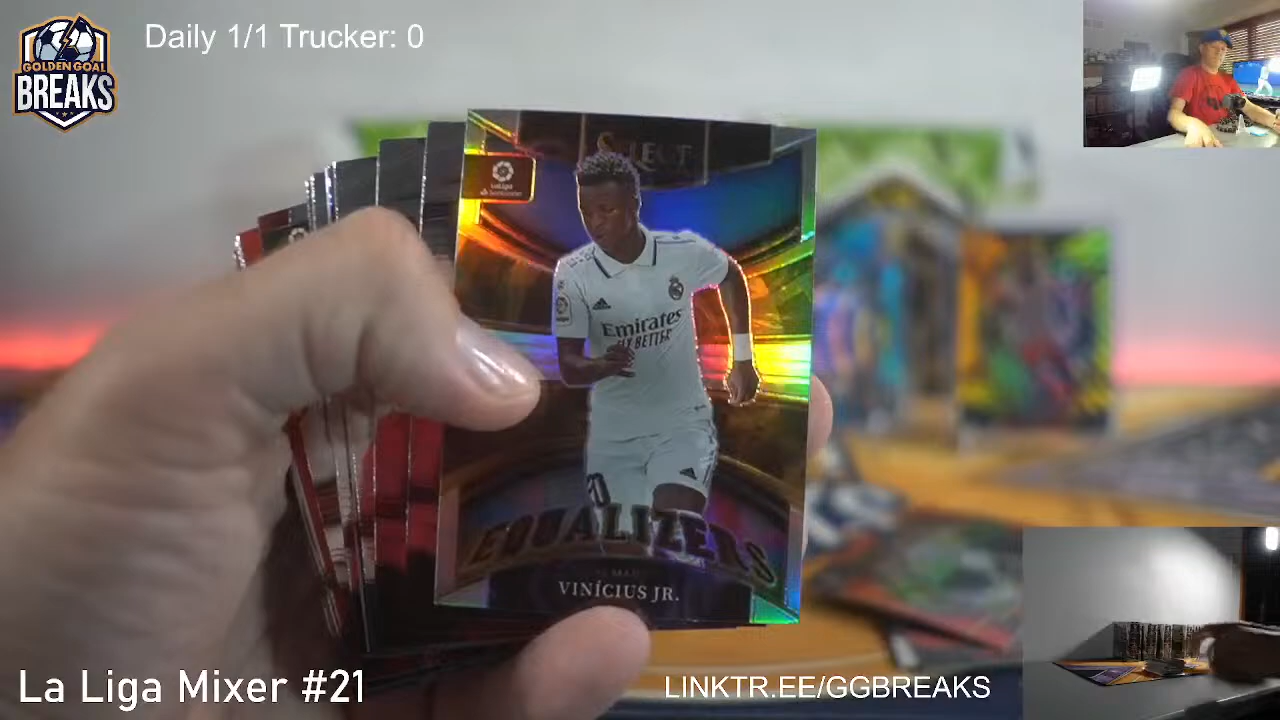 GOLDEN GOAL
BREAKS
Daily 1/1 Trucker: 0
SELECT
LaLiga
Emirates
FLY BETTER
EQUALIZERS
VINÍCIUS JR.
La Liga Mixer #21
LINKTR.EE/GGBREAKS